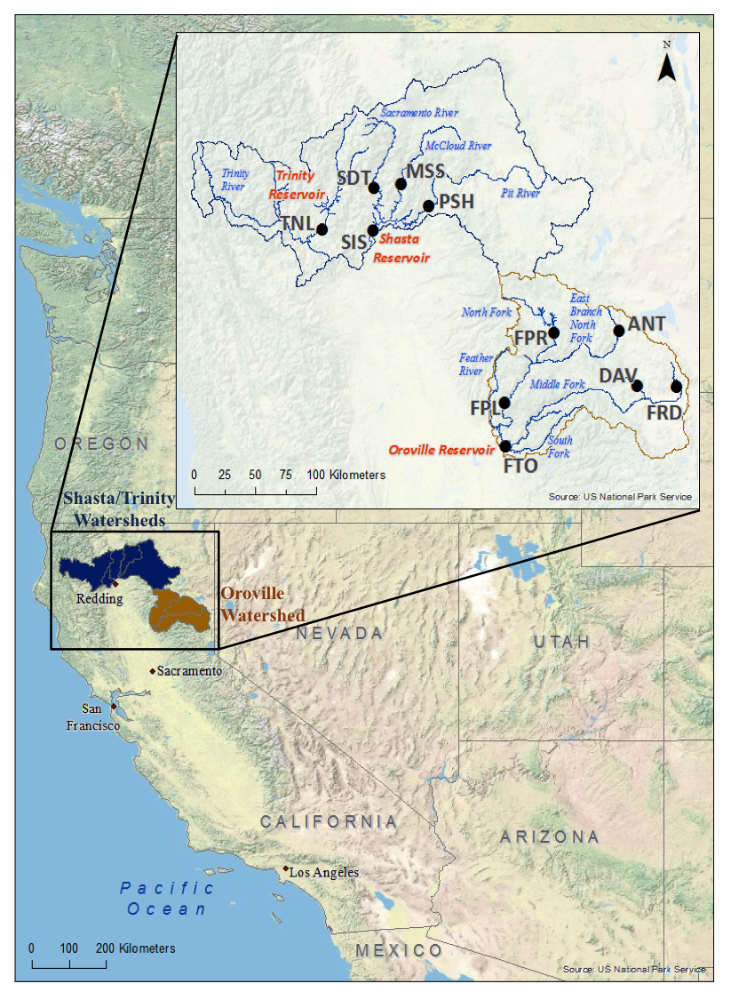 N
Sacramento River
McCloud River
Trinity
River
Trinity
Reservoir
SDT
MSS
Pit River
PSH
TNL
SIS
Shasta
Reservoir
North Fork
East
Branch
North
Fork
FPR
ANT
Feather
River
Middle Fork
DAV
FPL
FRD
South
Fork
Oroville Reservoir
FTO
0 25 50 75 100 Kilometers
Source: US National Park Service
OREGON
Shasta/Trinity
Watersheds
Redding
Oroville
Watershed
NEVADA
UTAH
Sacramento
San
Francisco
CALIFORNIA
ARIZONA
Los Angeles
Pacific
Ocean
MEXICO
0 100 200 Kilometers
Source: US National Park Service